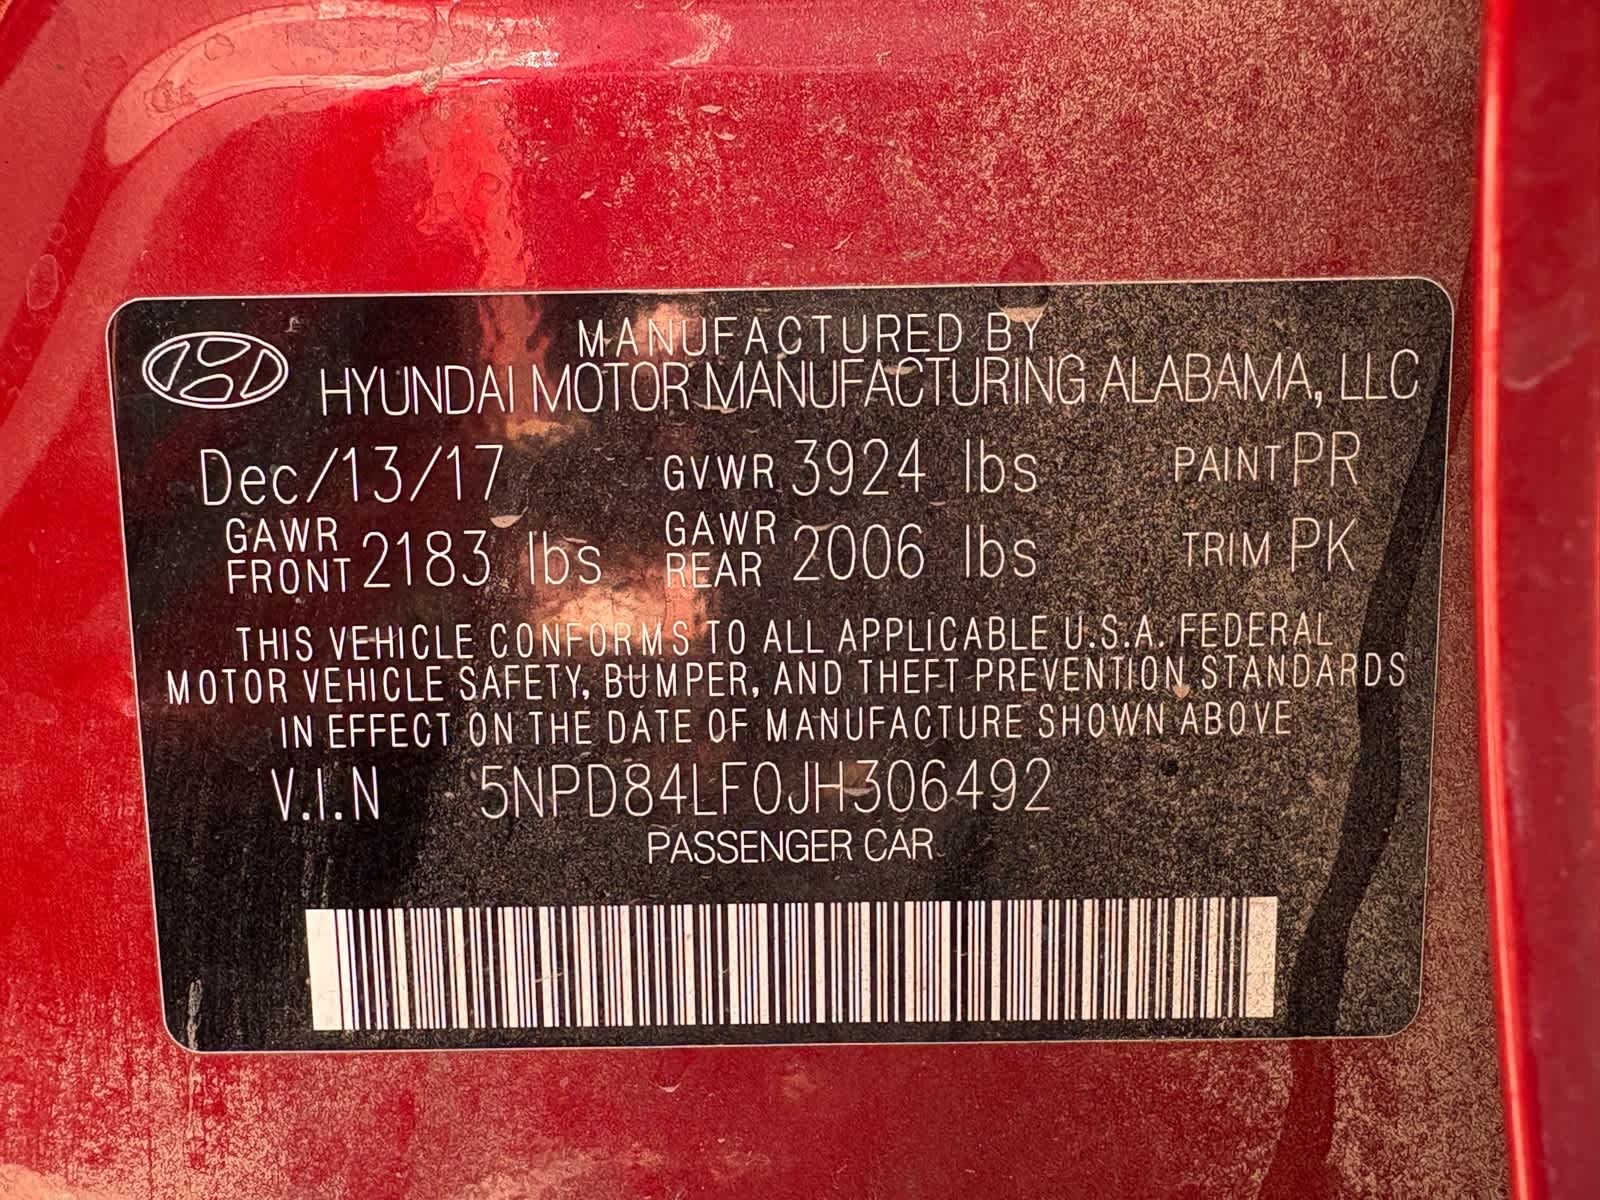 MANUFACTURED BY
HYUNDAI MOTOR MANUFACTURING ALABAMA, LLC
Dec/13/17 GVWR 3924 lbs PAINT PR
GAWR FRONT 2183 lbs GAWR REAR 2006 lbs TRIM PK
THIS VEHICLE CONFORMS TO ALL APPLICABLE U.S.A. FEDERAL
MOTOR VEHICLE SAFETY, BUMPER, AND THEFT PREVENTION STANDARDS
IN EFFECT ON THE DATE OF MANUFACTURE SHOWN ABOVE
V.I.N 5NPD84LF0JH306492
PASSENGER CAR